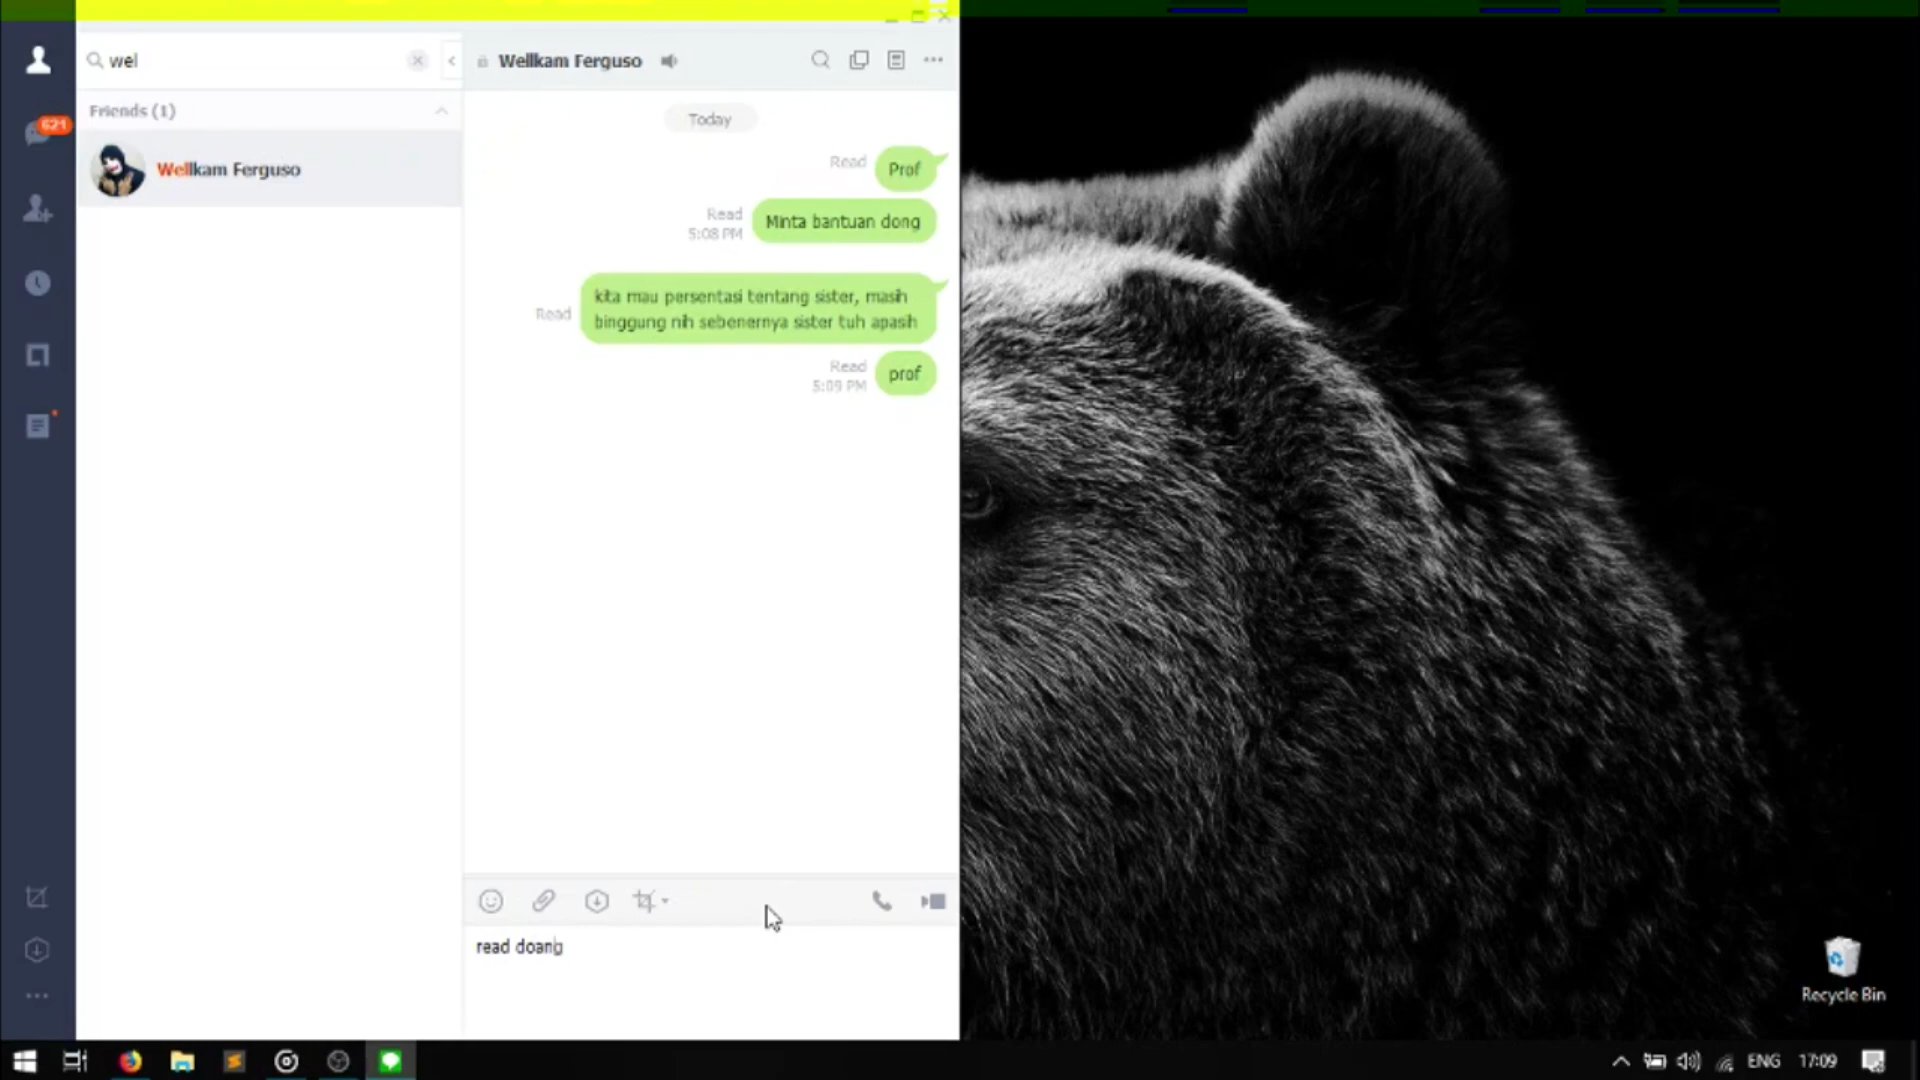 wel
Wellkam Ferguso
Friends (1)
621
Wellkam Ferguso
Today
Read
Prof
Read
5:08 PM
Minta bantuan dong
Read
kita mau persentasi tentang sister, masih
binggung nih sebenernya sister tuh apasih
Read
5:09 PM
prof
read doang
Recycle Bin
ENG
17:09